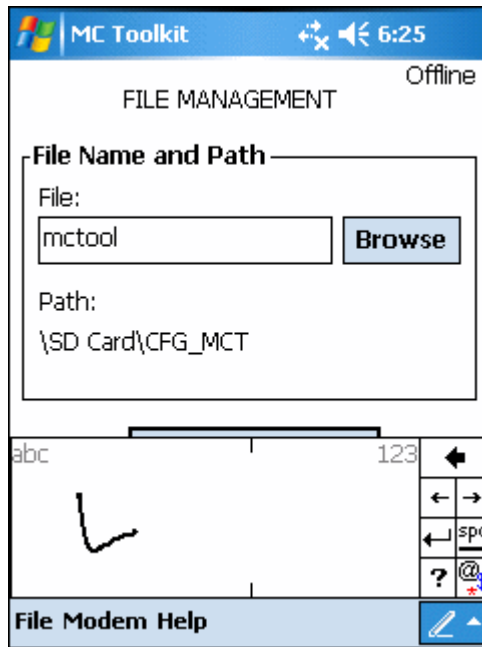 MC Toolkit 6:25
Offline
FILE MANAGEMENT
File Name and Path
File:
mctool Browse
Path:
\SD Card\CFG_MCT
abc 123
? @ *
File Modem Help